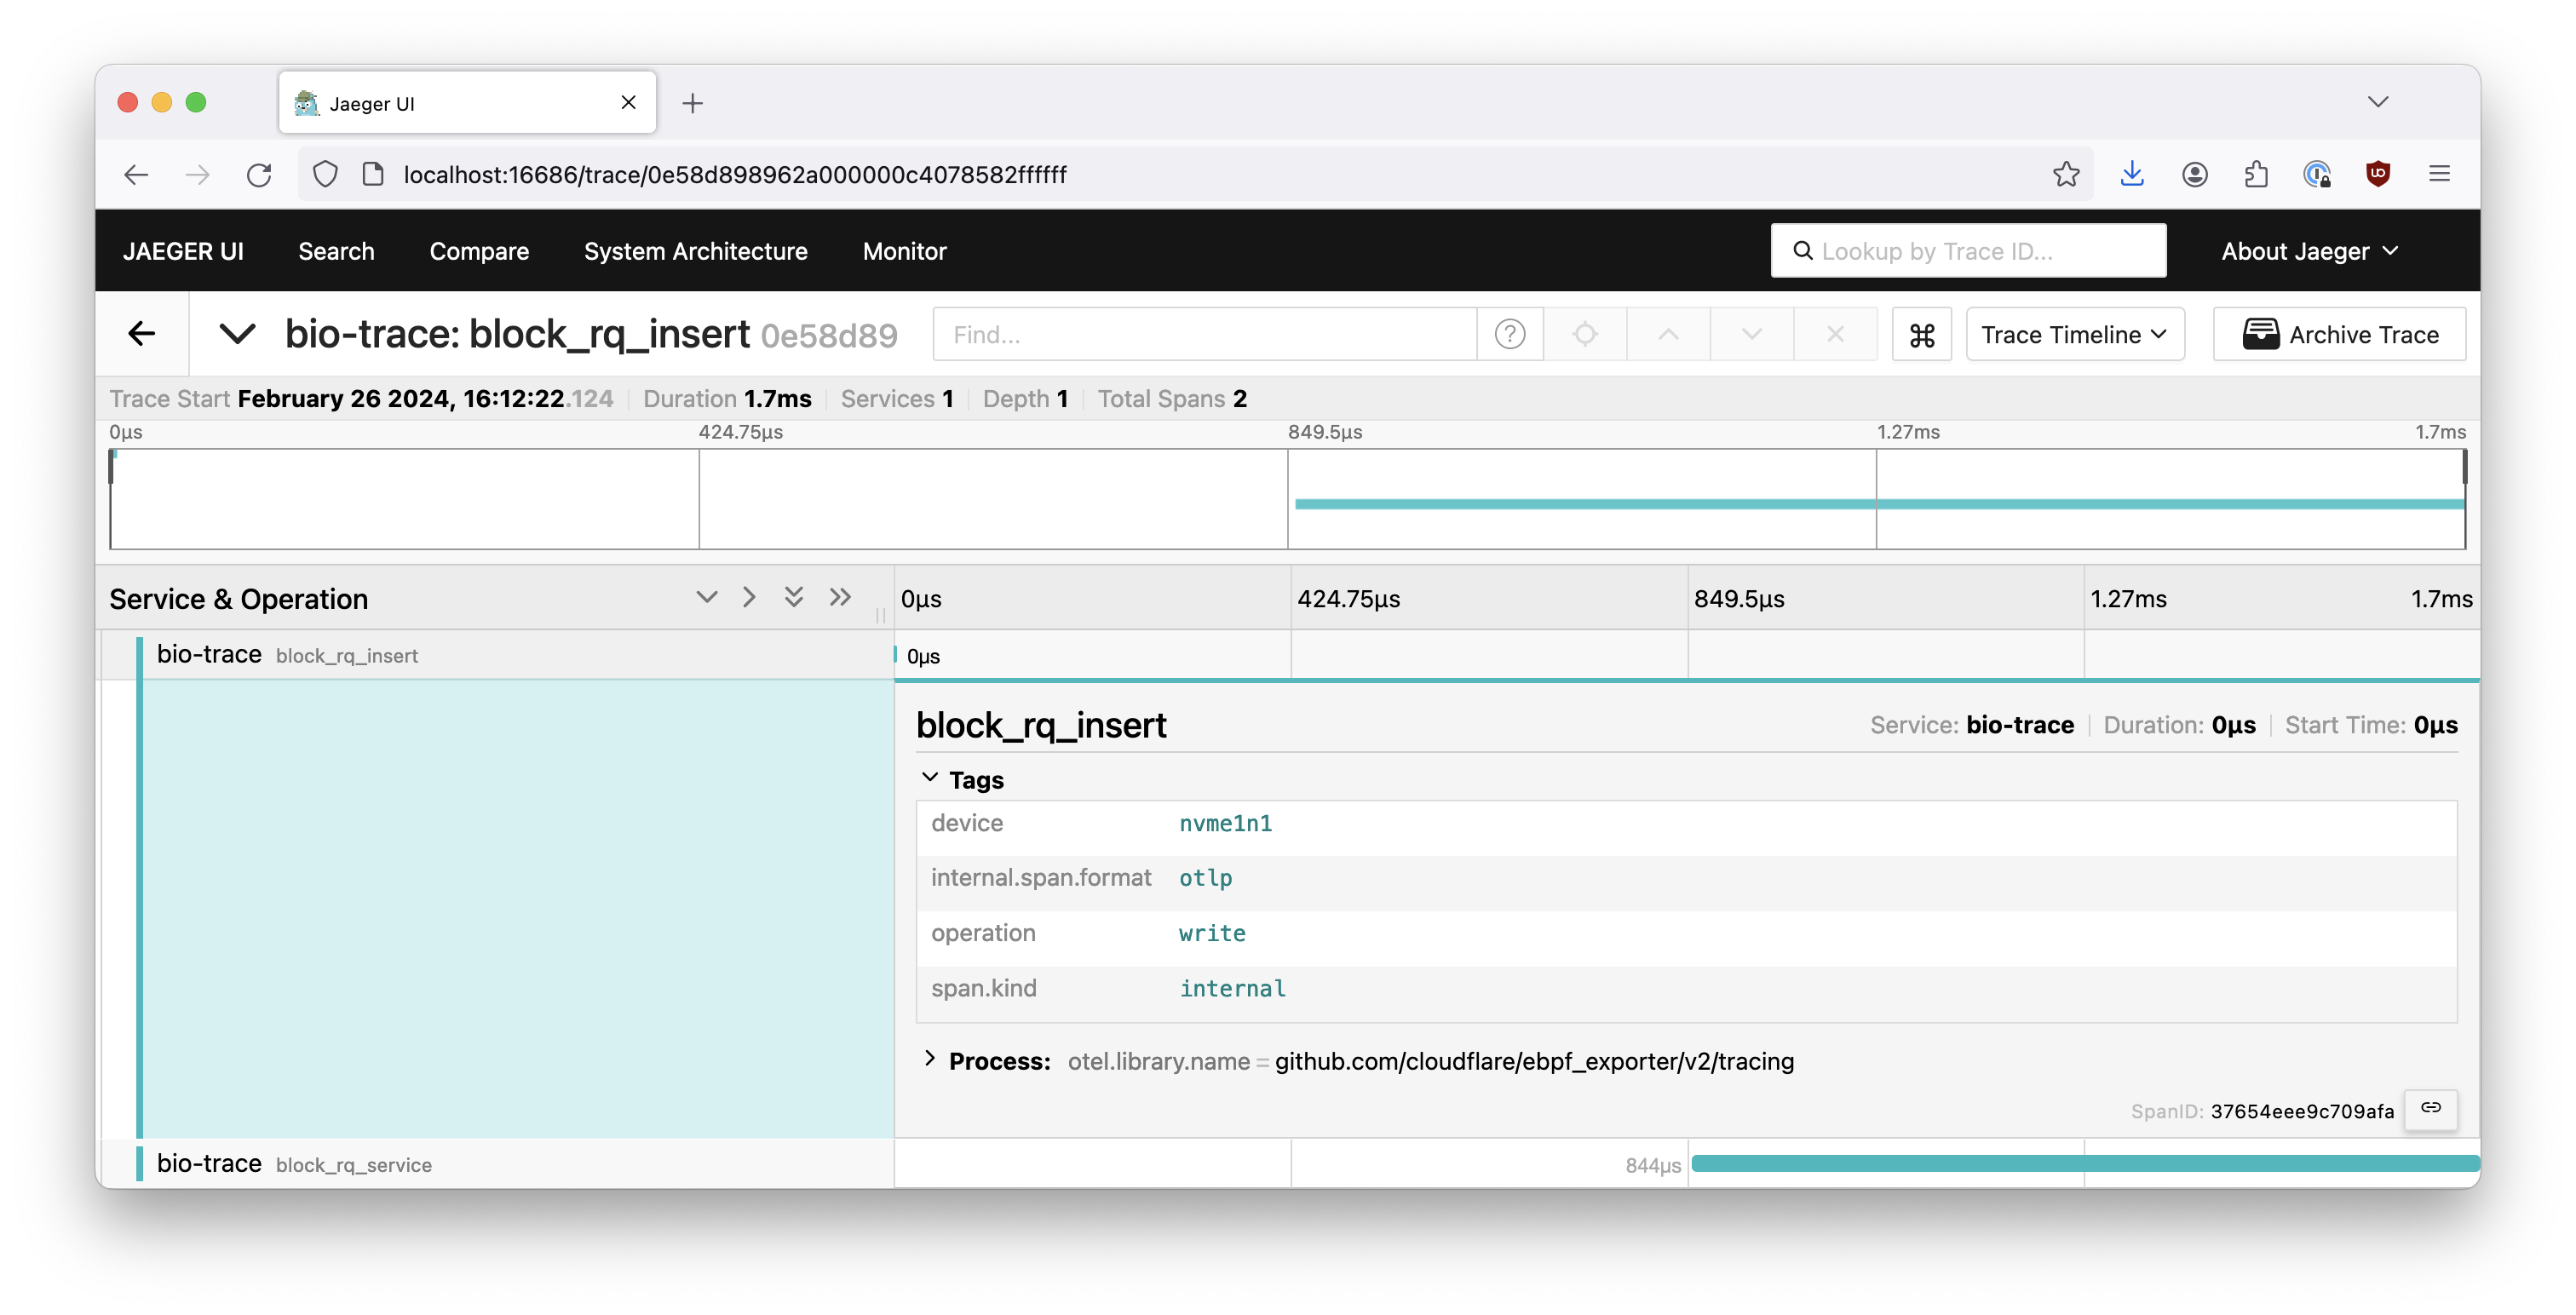 Jaeger UI
localhost:16686/trace/0e58d898962a000000c4078582ffffff
JAEGER UI Search Compare System Architecture Monitor Lookup by Trace ID... About Jaeger
bio-trace: block_rq_insert 0e58d89 Find... Trace Timeline Archive Trace
Trace Start February 26 2024, 16:12:22.124 Duration 1.7ms Services 1 Depth 1 Total Spans 2
0μs 424.75μs 849.5μs 1.27ms 1.7ms
Service & Operation 0μs 424.75μs 849.5μs 1.27ms 1.7ms
bio-trace block_rq_insert 0μs
block_rq_insert Service: bio-trace Duration: 0μs Start Time: 0μs
Tags
device nvme1n1
internal.span.format otlp
operation write
span.kind internal
Process: otel.library.name = github.com/cloudflare/ebpf_exporter/v2/tracing
SpanID: 37654eee9c709afa
bio-trace block_rq_service 844μs